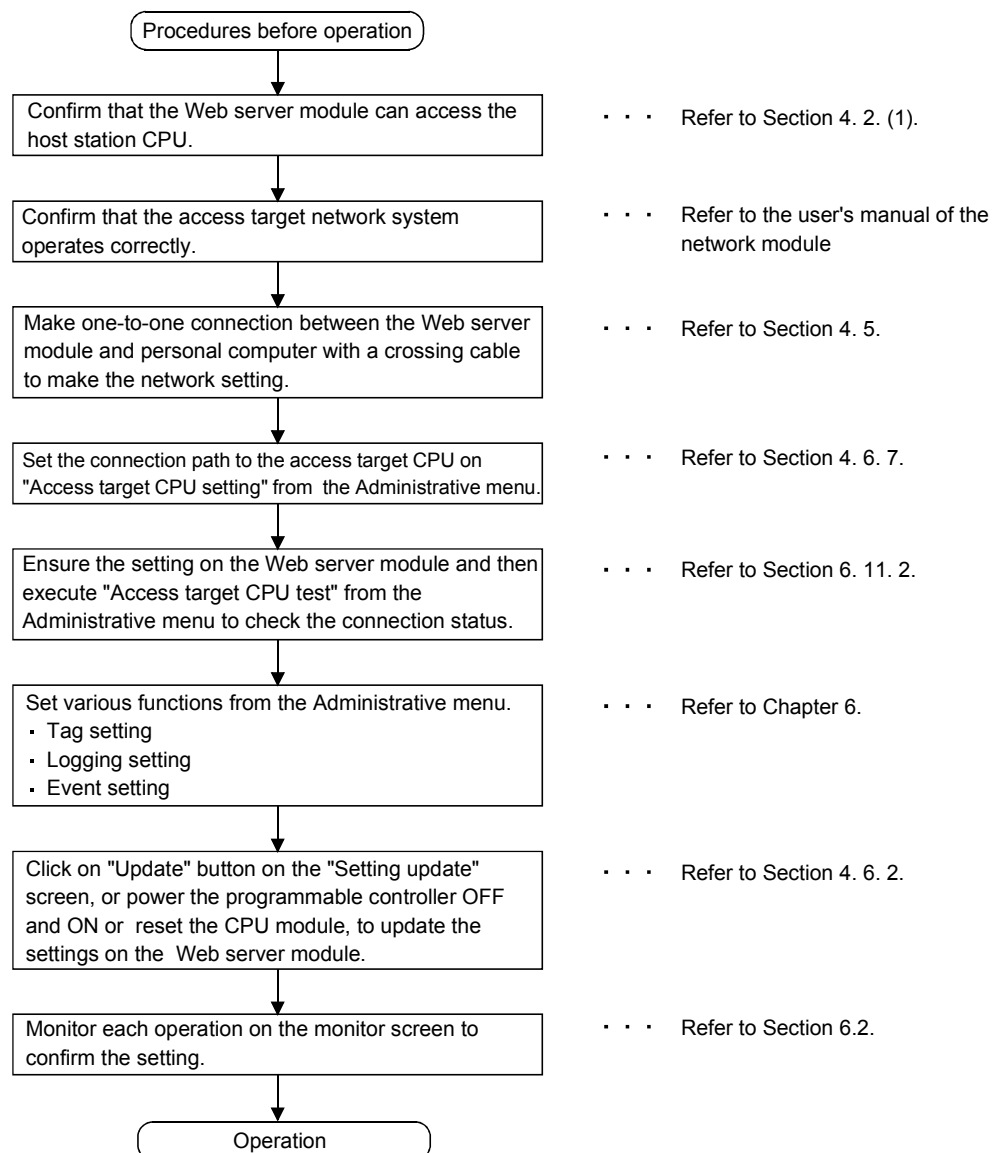 Procedures before operation
Confirm that the Web server module can access the
host station CPU.
・ ・ ・ Refer to Section 4. 2. (1).
Confirm that the access target network system
operates correctly.
・ ・ ・ Refer to the user's manual of the
network module
Make one-to-one connection between the Web server
module and personal computer with a crossing cable
to make the network setting.
・ ・ ・ Refer to Section 4. 5.
Set the connection path to the access target CPU on
"Access target CPU setting" from the Administrative menu.
・ ・ ・ Refer to Section 4. 6. 7.
Ensure the setting on the Web server module and then
execute "Access target CPU test" from the
Administrative menu to check the connection status.
・ ・ ・ Refer to Section 6. 11. 2.
Set various functions from the Administrative menu.
・ Tag setting
・ Logging setting
・ Event setting
・ ・ ・ Refer to Chapter 6.
Click on "Update" button on the "Setting update"
screen, or power the programmable controller OFF
and ON or reset the CPU module, to update the
settings on the Web server module.
・ ・ ・ Refer to Section 4. 6. 2.
Monitor each operation on the monitor screen to
confirm the setting.
・ ・ ・ Refer to Section 6.2.
Operation